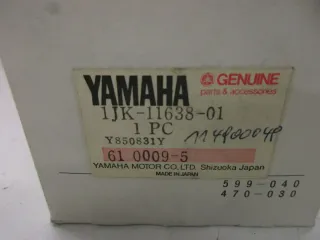 YAMAHA
GENUINE
parts & accessories
1JK-11638-01
1 PC
Y850831Y
61 0009-5
YAMAHA MOTOR CO., LTD. Shizuoka Japan
MADE IN JAPAN
599-040
470-030